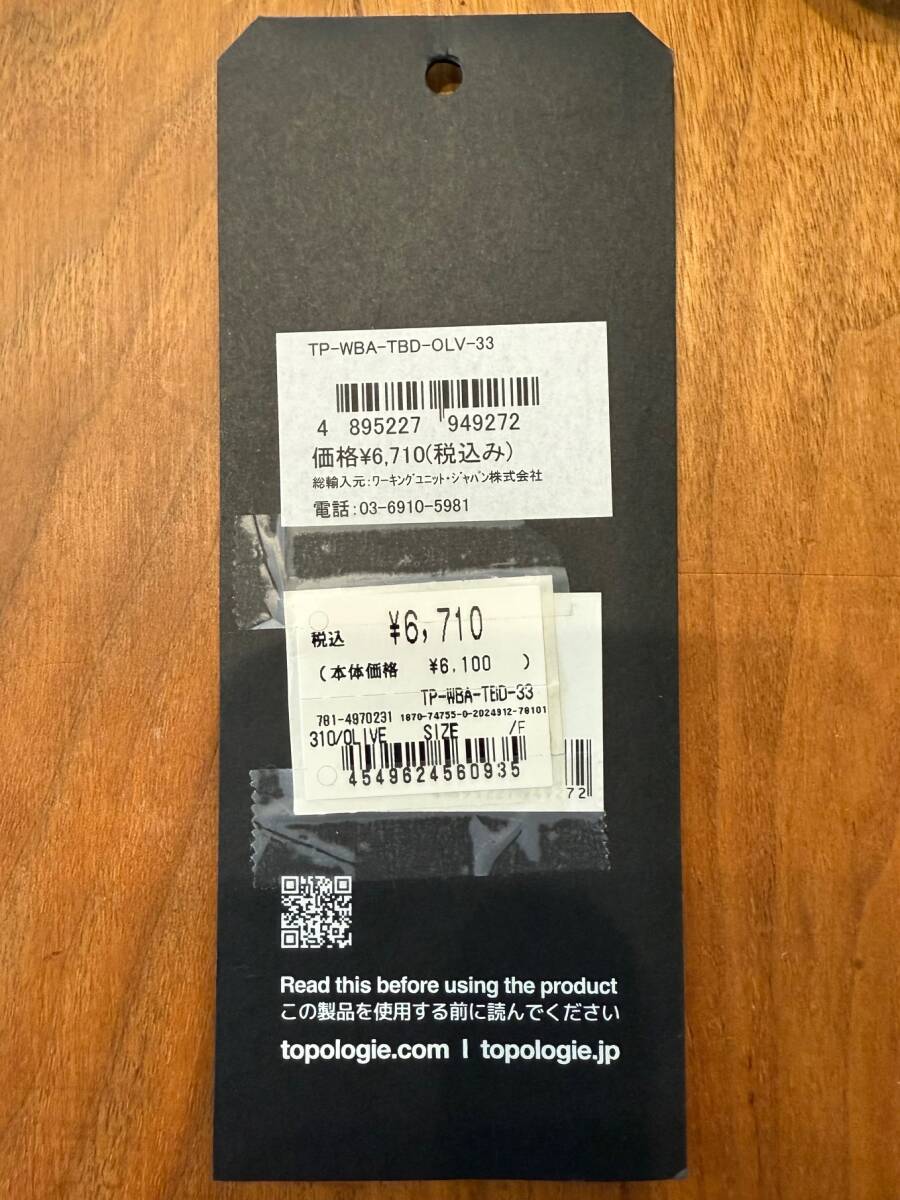 TP-WBA-TBD-OLV-33
4 895227 949272
価格¥6,710(税込み)
総輸入元:ワーキングユニット・ジャパン株式会社
電話:03-6910-5981
税込 ¥6,710
(本体価格 ¥6,100 )
TP-WBA-TBD-33
781-4970231 1870-74755-0-2024912-78101
310/OLIVE SIZE /F
4549624560935
72
Read this before using the product
この製品を使用する前に読んでください
topologie.com | topologie.jp